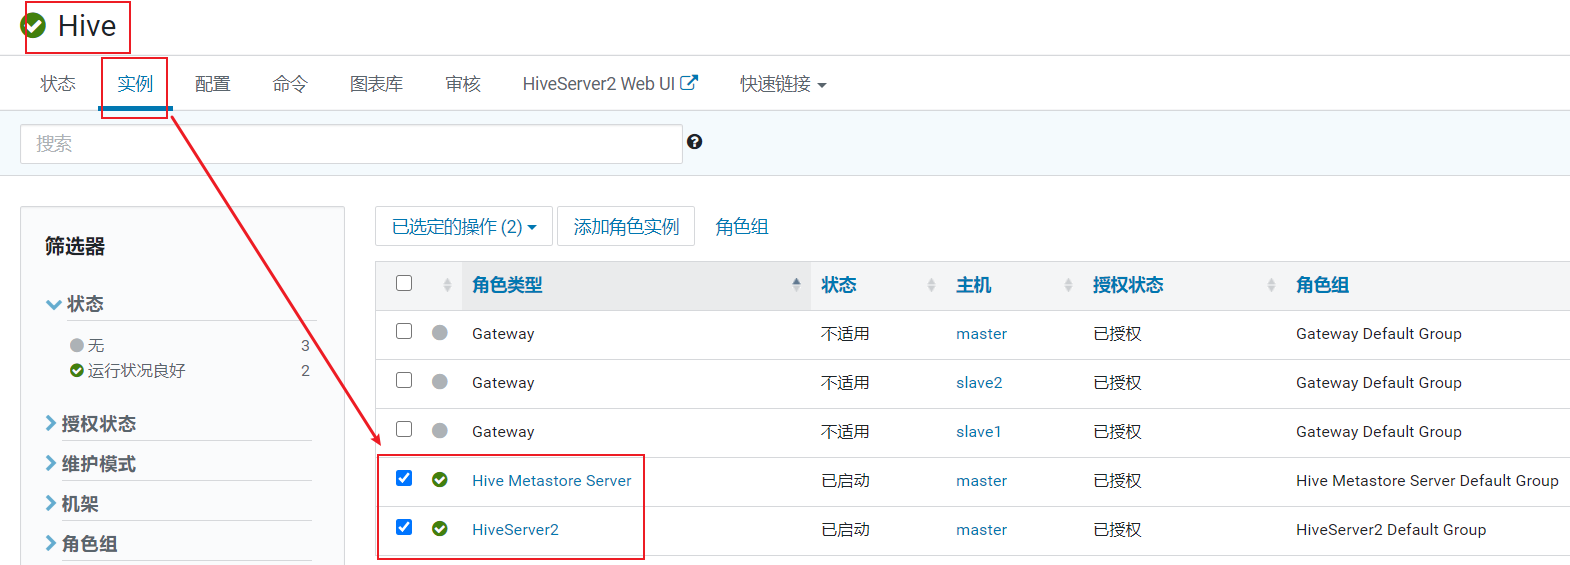 Hive
状态 实例 配置 命令 图表库 审核 HiveServer2 Web UI 快速链接
搜索
筛选器
状态
无 3
运行状况良好 2
授权状态
维护模式
机架
角色组
已选定的操作 (2) 添加角色实例 角色组
角色类型 状态 主机 授权状态 角色组
Gateway 不适用 master 已授权 Gateway Default Group
Gateway 不适用 slave2 已授权 Gateway Default Group
Gateway 不适用 slave1 已授权 Gateway Default Group
Hive Metastore Server 已启动 master 已授权 Hive Metastore Server Default Group
HiveServer2 已启动 master 已授权 HiveServer2 Default Group